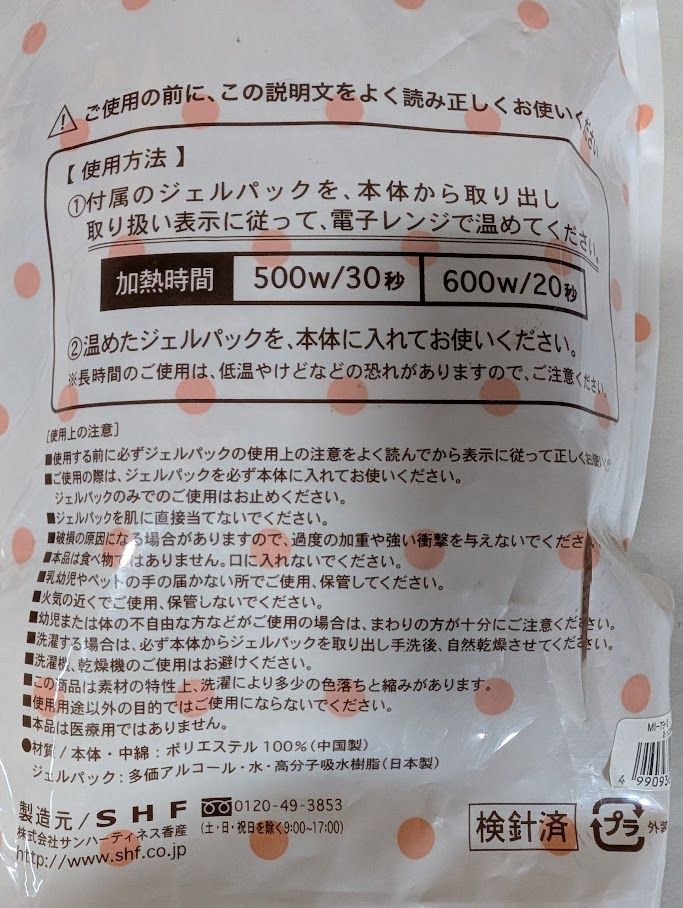 ご使用の前に、この説明文をよく読み正しくお使いください
【使用方法】
①付属のジェルパックを、本体から取り出し
取り扱い表示に従って、電子レンジで温めてください。
加熱時間 500w/30秒 600w/20秒
②温めたジェルパックを、本体に入れてお使いください。
※長時間のご使用は、低温やけどなどの恐れがありますので、ご注意ください。
[使用上の注意]
■使用する前に必ずジェルパックの使用上の注意をよく読んでから表示に従って正しくお使い
■ご使用の際は、ジェルパックを必ず本体に入れてお使いください。
ジェルパックのみでのご使用はお止めください。
■ジェルパックを肌に直接当てないでください。
■破損の原因になる場合がありますので、過度の加重や強い衝撃を与えないでください。
■本品は食べ物ではありません。口に入れないでください。
■乳幼児やペットの手の届かない所でご使用、保管してください。
■火気の近くでご使用、保管しないでください。
■幼児または体の不自由な方などがご使用の場合は、まわりの方が十分にご注意ください。
■洗濯する場合は、必ず本体からジェルパックを取り出し手洗後、自然乾燥させてください。
■洗濯機、乾燥機のご使用はお避けください。
■この商品は素材の特性上、洗濯により多少の色落ちと縮みがあります。
■使用用途以外の目的ではご使用にならないでください。
■本品は医療用ではありません。
●材質/本体・中綿:ポリエステル100%(中国製)
ジェルパック:多価アルコール・水・高分子吸水樹脂(日本製)
製造元/SHF 0120-49-3853
株式会社サンハーティネス香産 (土・日・祝日を除く9:00~17:00)
http://www.shf.co.jp
検針済
プラ 外装
MI-79
4 99093